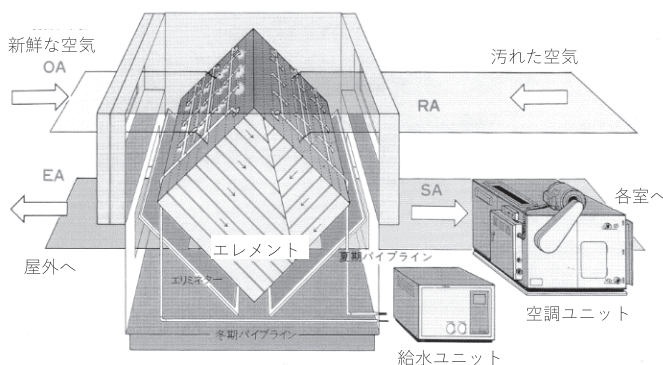 新鮮な空気
OA
汚れた空気
RA
EA
SA
各室へ
エレメント
屋外へ
エリミネター
夏期パイプライン
空調ユニット
冬期パイプライン
給水ユニット